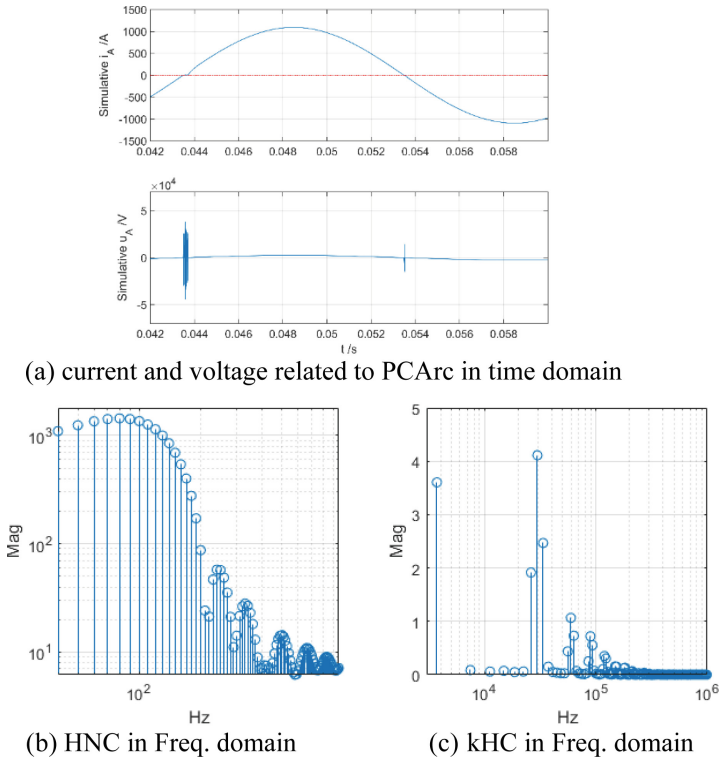 1500
1000
500
0
-500
-1000
-1500
Simulative i_A /A
0.042 0.044 0.046 0.048 0.05 0.052 0.054 0.056 0.058
×10^4
5
0
-5
Simulative u_A /V
0.042 0.044 0.046 0.048 0.05 0.052 0.054 0.056 0.058
t /s
(a) current and voltage related to PCArc in time domain
10^3
10^2
10^1
Mag
10^2
Hz
(b) HNC in Freq. domain
5
4
3
2
1
0
Mag
10^4 10^5 10^6
Hz
(c) kHC in Freq. domain